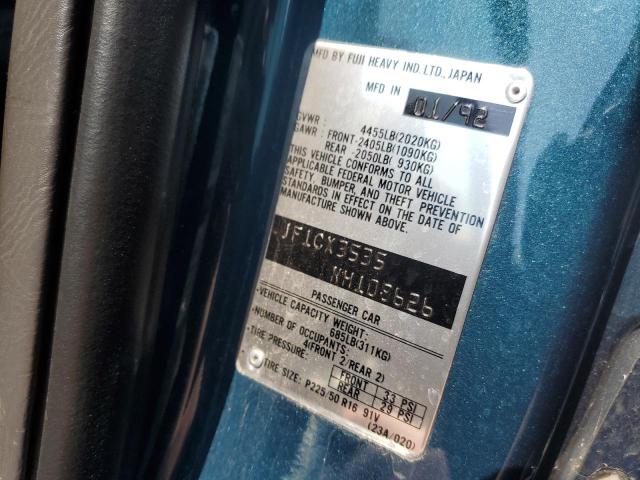 MFD BY FUJI HEAVY IND.LTD.,JAPAN
MFD IN 01/92
GVWR : 4455LB(2020KG)
GAWR : FRONT-2405LB(1090KG)
REAR -2050LB( 930KG)
THIS VEHICLE CONFORMS TO ALL
APPLICABLE FEDERAL MOTOR VEHICLE
SAFETY, BUMPER, AND THEFT PREVENTION
STANDARDS IN EFFECT ON THE DATE OF
MANUFACTURE SHOWN ABOVE.
JF1CX3535
NH103626
PASSENGER CAR
·VEHICLE CAPACITY WEIGHT:
685LB(311KG)
·NUMBER OF OCCUPANTS:
4(FRONT 2/REAR 2)
·TIRE PRESSURE:
FRONT 33 PSI
REAR 29 PSI
·TIRE SIZE: P225/50 R16 91V
(23A/020)